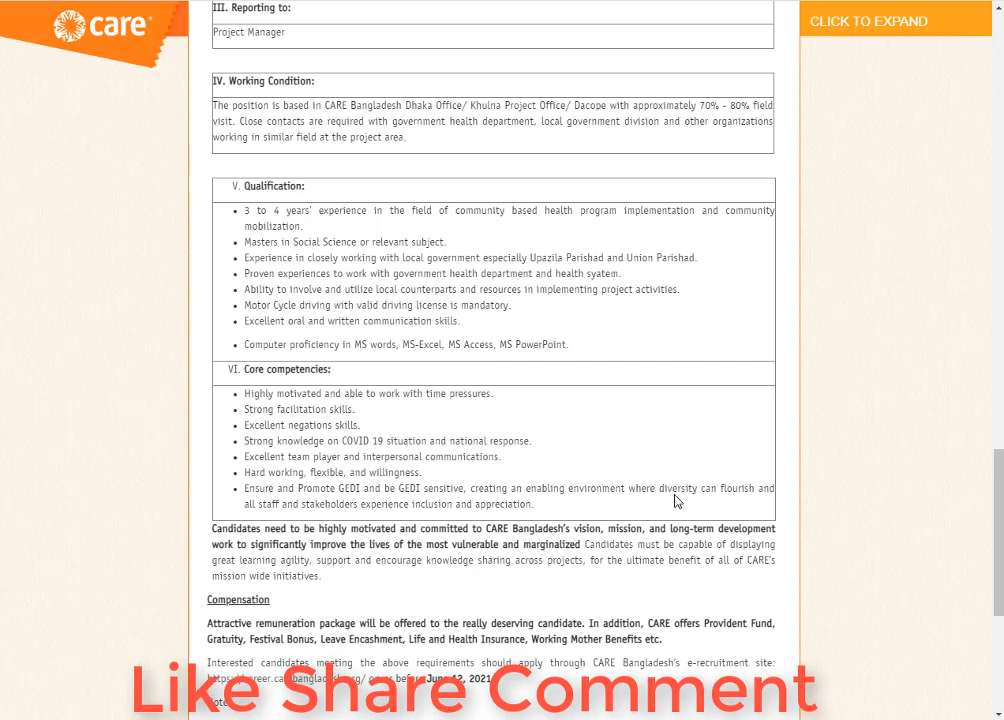 care
CLICK TO EXPAND
III. Reporting to:
Project Manager
IV. Working Condition:
The position is based in CARE Bangladesh Dhaka Office/ Khulna Project Office/ Dacope with approximately 70% - 80% field
visit. Close contacts are required with government health department, local government division and other organizations
working in similar field at the project area.
V. Qualification:
• 3 to 4 years’ experience in the field of community based health program implementation and community
mobilization.
• Masters in Social Science or relevant subject.
• Experience in closely working with local government especially Upazila Parishad and Union Parishad.
• Proven experiences to work with government health department and health syatem.
• Ability to involve and utilize local counterparts and resources in implementing project activities.
• Motor Cycle driving with valid driving license is mandatory.
• Excellent oral and written communication skills.
• Computer proficiency in MS words, MS-Excel, MS Access, MS PowerPoint.
VI. Core competencies:
• Highly motivated and able to work with time pressures.
• Strong facilitation skills.
• Excellent negations skills.
• Strong knowledge on COVID 19 situation and national response.
• Excellent team player and interpersonal communications.
• Hard working, flexible, and willingness.
• Ensure and Promote GEDI and be GEDI sensitive, creating an enabling environment where diversity can flourish and
all staff and stakeholders experience inclusion and appreciation.
Candidates need to be highly motivated and committed to CARE Bangladesh’s vision, mission, and long-term development
work to significantly improve the lives of the most vulnerable and marginalized Candidates must be capable of displaying
great learning agility, support and encourage knowledge sharing across projects, for the ultimate benefit of all of CARE’s
mission wide initiatives.
Compensation
Attractive remuneration package will be offered to the really deserving candidate. In addition, CARE offers Provident Fund,
Gratuity, Festival Bonus, Leave Encashment, Life and Health Insurance, Working Mother Benefits etc.
Interested candidates meeting the above requirements should apply through CARE Bangladesh’s e-recruitment site:
June 12, 2021
Like Share Comment
Note